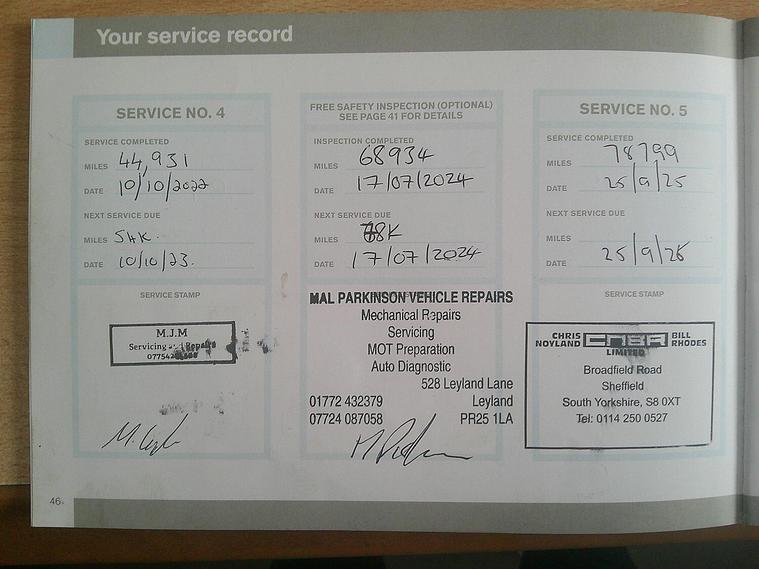 Your service record
SERVICE NO. 4
SERVICE COMPLETED
MILES 44,931
DATE 10/10/2022
NEXT SERVICE DUE
MILES 54K.
DATE 10/10/23.
SERVICE STAMP
M.J.M
Servicing and Repairs
FREE SAFETY INSPECTION (OPTIONAL)
SEE PAGE 41 FOR DETAILS
INSPECTION COMPLETED
MILES 68934
DATE 17/07/2024
NEXT SERVICE DUE
MILES 78K
DATE 17/07/2024
MAL PARKINSON VEHICLE REPAIRS
Mechanical Repairs
Servicing
MOT Preparation
Auto Diagnostic
528 Leyland Lane
01772 432379 Leyland
07724 087058 PR25 1LA
SERVICE NO. 5
SERVICE COMPLETED
MILES 78799
DATE 25/9/25
NEXT SERVICE DUE
MILES
DATE 25/9/26
SERVICE STAMP
CHRIS NOYLAND CNBR BILL RHODES
LIMITED
Broadfield Road
Sheffield
South Yorkshire, S8 0XT
Tel: 0114 250 0527
46